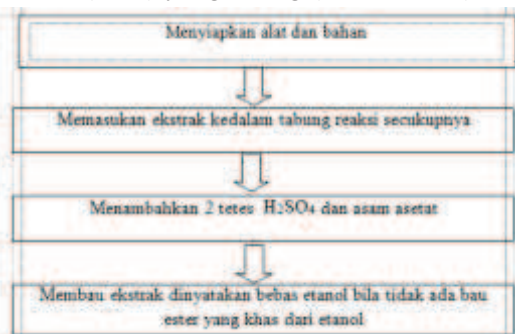 Menyiapkan alat dan bahan
Memasukan ekstrak kedalam tabung reaksi secukupnya
Menambahkan 2 tetes H₂SO₄ dan asam asetat
Membau ekstrak dinyatakan bebas etanol bila tidak ada bau
ester yang khas dari etanol